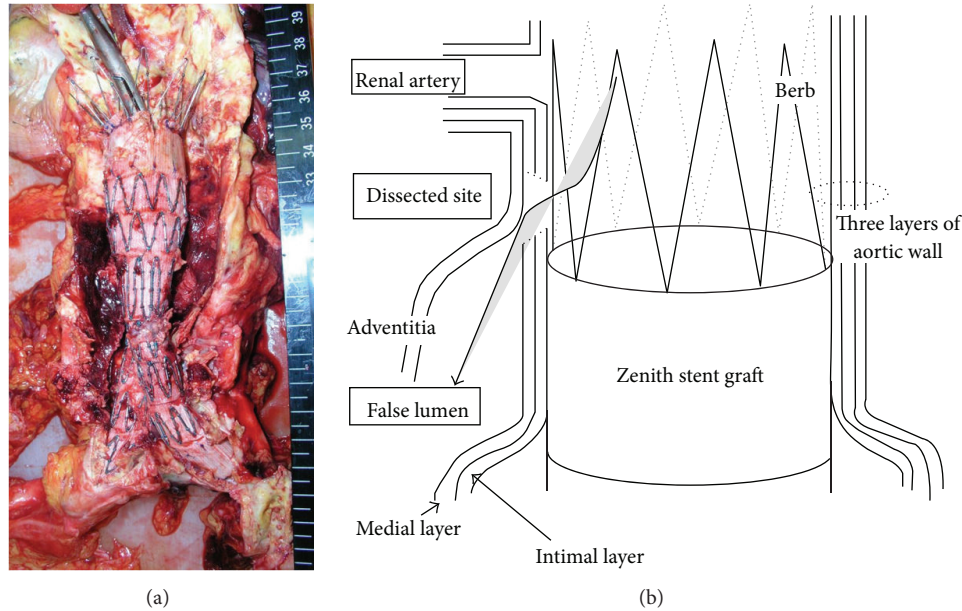 39
38
37
36
35
34
33
Renal artery
Berb
Dissected site
Three layers of
aortic wall
Adventitia
Zenith stent graft
False lumen
Medial layer
Intimal layer
(a)
(b)